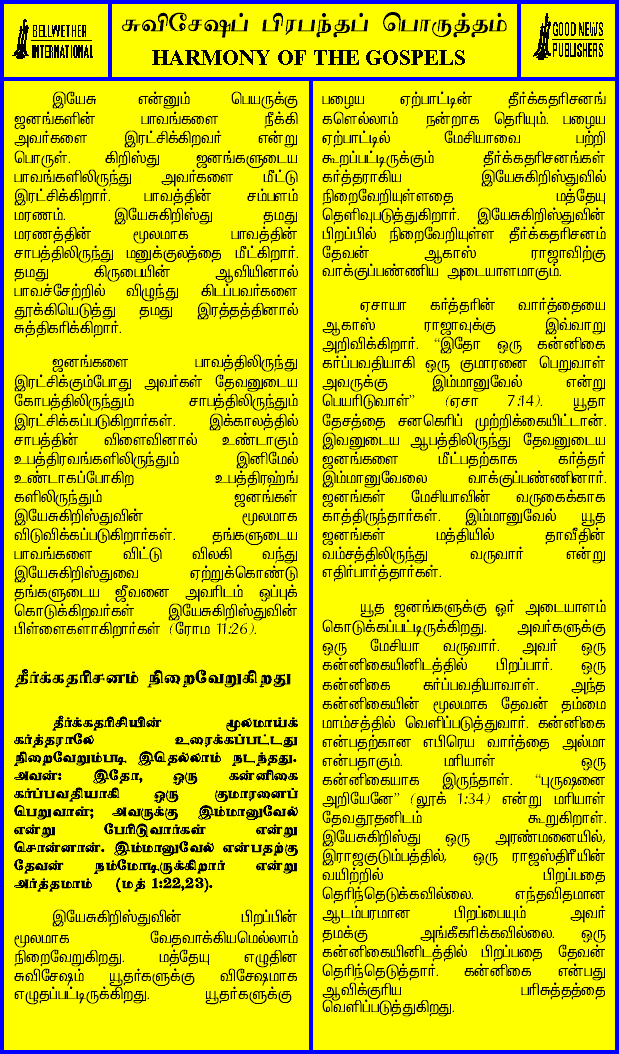 BELLWETHER
INTERNATIONAL
சுவிசேஷப் பிரபந்தப் பொருத்தம்
HARMONY OF THE GOSPELS
GOOD NEWS
PUBLISHERS
இயேசு என்னும் பெயருக்கு
ஜனங்களின் பாவங்களை நீக்கி
அவர்களை இரட்சிக்கிறவர் என்று
பொருள். கிறிஸ்து ஜனங்களுடைய
பாவங்களிலிருந்து அவர்களை மீட்டு
இரட்சிக்கிறார். பாவத்தின் சம்பளம்
மரணம். இயேசுகிறிஸ்து தமது
மரணத்தின் மூலமாக பாவத்தின்
சாபத்திலிருந்து மனுக்குலத்தை மீட்கிறார்.
தமது கிருபையின் ஆவியினால்
பாவச்சேற்றில் விழுந்து கிடப்பவர்களை
தூக்கியெடுத்து தமது இரத்தத்தினால்
சுத்திகரிக்கிறார்.
ஜனங்களை பாவத்திலிருந்து
இரட்சிக்கும்போது அவர்கள் தேவனுடைய
கோபத்திலிருந்தும் சாபத்திலிருந்தும்
இரட்சிக்கப்படுகிறார்கள். இக்காலத்தில்
சாபத்தின் விளைவினால் உண்டாகும்
உபத்திரவங்களிலிருந்தும் இனிமேல்
உண்டாகப்போகிற உபத்திரஹ்ங்
களிலிருந்தும் ஜனங்கள்
இயேசுகிறிஸ்துவின் மூலமாக
விடுவிக்கப்படுகிறார்கள். தங்களுடைய
பாவங்களை விட்டு விலகி வந்து
இயேசுகிறிஸ்துவை ஏற்றுக்கொண்டு
தங்களுடைய ஜீவனை அவரிடம் ஒப்புக்
கொடுக்கிறவர்கள் இயேசுகிறிஸ்துவின்
பிள்ளைகளாகிறார்கள் (ரோம 11:26).
தீர்க்கதரிசனம் நிறைவேறுகிறது
தீர்க்கதரிசியின் மூலமாய்க்
கர்த்தராலே உரைக்கப்பட்டது
நிறைவேறும்படி இதெல்லாம் நடந்தது.
அவன்: இதோ, ஒரு கன்னிகை
கர்ப்பவதியாகி ஒரு குமாரனைப்
பெறுவாள்; அவருக்கு இம்மானுவேல்
என்று பேரிடுவார்கள் என்று
சொன்னான். இம்மானுவேல் என்பதற்கு
தேவன் நம்மோடிருக்கிறார் என்று
அர்த்தமாம் (மத் 1:22,23).
இயேசுகிறிஸ்துவின் பிறப்பின்
மூலமாக வேதவாக்கியமெல்லாம்
நிறைவேறுகிறது. மத்தேயு எழுதின
சுவிசேஷம் யூதர்களுக்கு விசேஷமாக
எழுதப்பட்டிருக்கிறது. யூதர்களுக்கு
பழைய ஏற்பாட்டின் தீர்க்கதரிசனங்
களெல்லாம் நன்றாக தெரியும். பழைய
ஏற்பாட்டில் மேசியாவை பற்றி
கூறப்பட்டிருக்கும் தீர்க்கதரிசனங்கள்
கர்த்தராகிய இயேசுகிறிஸ்துவில்
நிறைவேறியுள்ளதை மத்தேயு
தெளிவுபடுத்துகிறார். இயேசுகிறிஸ்துவின்
பிறப்பில் நிறைவேறியுள்ள தீர்க்கதரிசனம்
தேவன் ஆகாஸ் ராஜாவிற்கு
வாக்குப்பண்ணிய அடையாளமாகும்.
ஏசாயா கர்த்தரின் வார்த்தையை
ஆகாஸ் ராஜாவுக்கு இவ்வாறு
அறிவிக்கிறார். “இதோ ஒரு கன்னிகை
கர்ப்பவதியாகி ஒரு குமாரனை பெறுவாள்
அவருக்கு இம்மானுவேல் என்று
பெயரிடுவாள்” (ஏசா 7:14). யூதா
தேசத்தை சனகெரிப் முற்றிக்கையிட்டான்.
இவனுடைய ஆபத்திலிருந்து தேவனுடைய
ஜனங்களை மீட்பதற்காக கர்த்தர்
இம்மானுவேலை வாக்குப்பண்ணினார்.
ஜனங்கள் மேசியாவின் வருகைக்காக
காத்திருந்தார்கள். இம்மானுவேல் யூத
ஜனங்கள் மத்தியில் தாவீதின்
வம்சத்திலிருந்து வருவார் என்று
எதிர்பார்த்தார்கள்.
யூத ஜனங்களுக்கு ஓர் அடையாளம்
கொடுக்கப்பட்டிருக்கிறது. அவர்களுக்கு
ஒரு மேசியா வருவார். அவர் ஒரு
கன்னிகையினிடத்தில் பிறப்பார். ஒரு
கன்னிகை கர்ப்பவதியாவாள். அந்த
கன்னிகையின் மூலமாக தேவன் தம்மை
மாம்சத்தில் வெளிப்படுத்துவார். கன்னிகை
என்பதற்கான எபிரெய வார்த்தை அல்மா
என்பதாகும். மரியாள் ஒரு
கன்னிகையாக இருந்தாள். “புருஷனை
அறியேனே” (லூக் 1:34) என்று மரியாள்
தேவதூதனிடம் கூறுகிறாள்.
இயேசுகிறிஸ்து ஒரு அரண்மனையில்,
இராஜகுடும்பத்தில், ஒரு ராஜஸ்திரீயின்
வயிற்றில் பிறப்பதை
தெரிந்தெடுக்கவில்லை. எந்தவிதமான
ஆடம்பரமான பிறப்பையும் அவர்
தமக்கு அங்கீகரிக்கவில்லை. ஒரு
கன்னிகையினிடத்தில் பிறப்பதை தேவன்
தெரிந்தெடுத்தார். கன்னிகை என்பது
ஆவிக்குரிய பரிசுத்தத்தை
வெளிப்படுத்துகிறது.